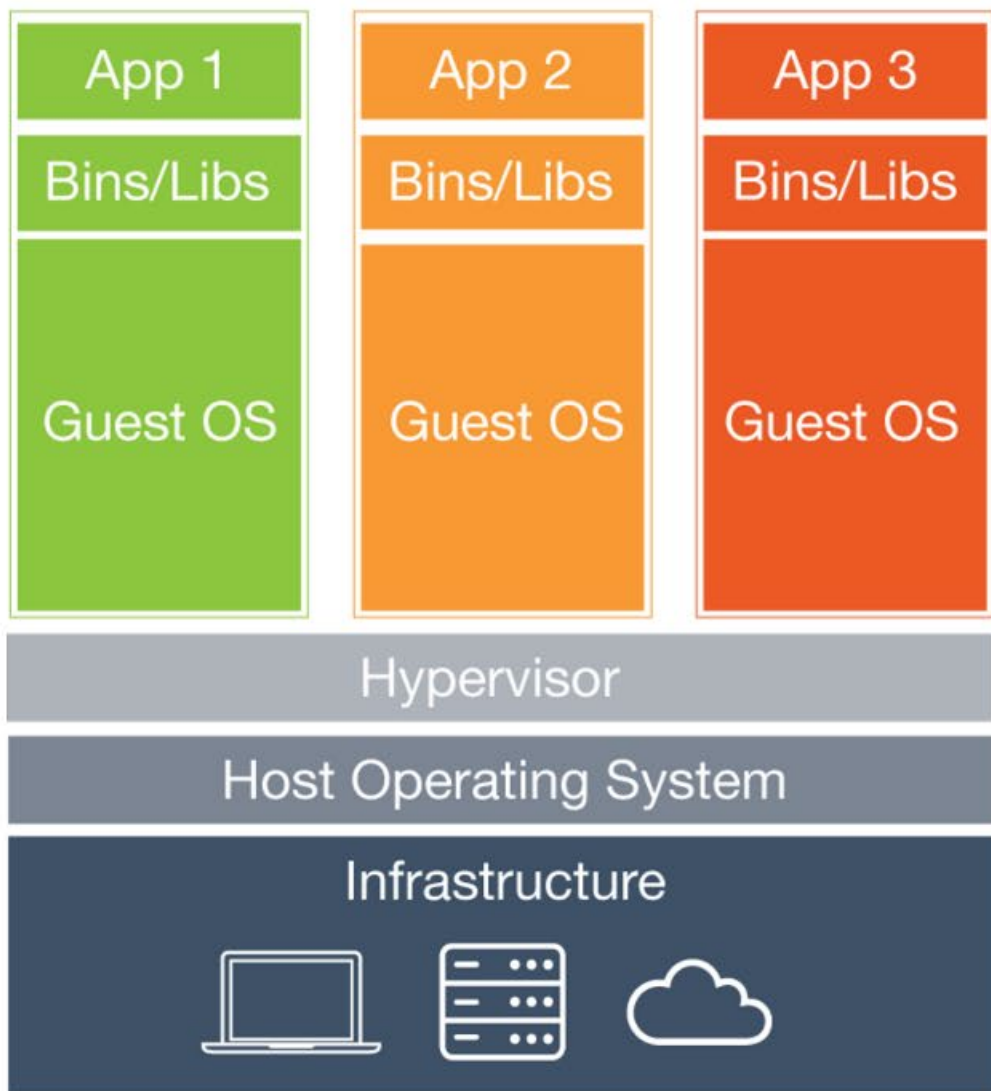 App 1
App 2
App 3
Bins/Libs
Bins/Libs
Bins/Libs
Guest OS
Guest OS
Guest OS
Hypervisor
Host Operating System
Infrastructure